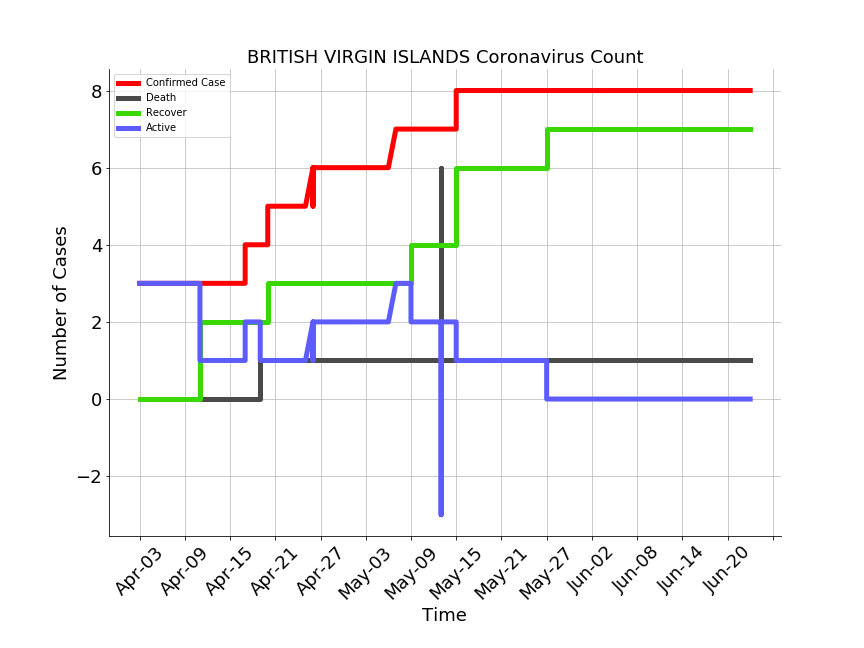 BRITISH VIRGIN ISLANDS Coronavirus Count
Confirmed Case
Death
Recover
Active
Number of Cases
8
6
4
2
0
−2
Apr-03
Apr-09
Apr-15
Apr-21
Apr-27
May-03
May-09
May-15
May-21
May-27
Jun-02
Jun-08
Jun-14
Jun-20
Time